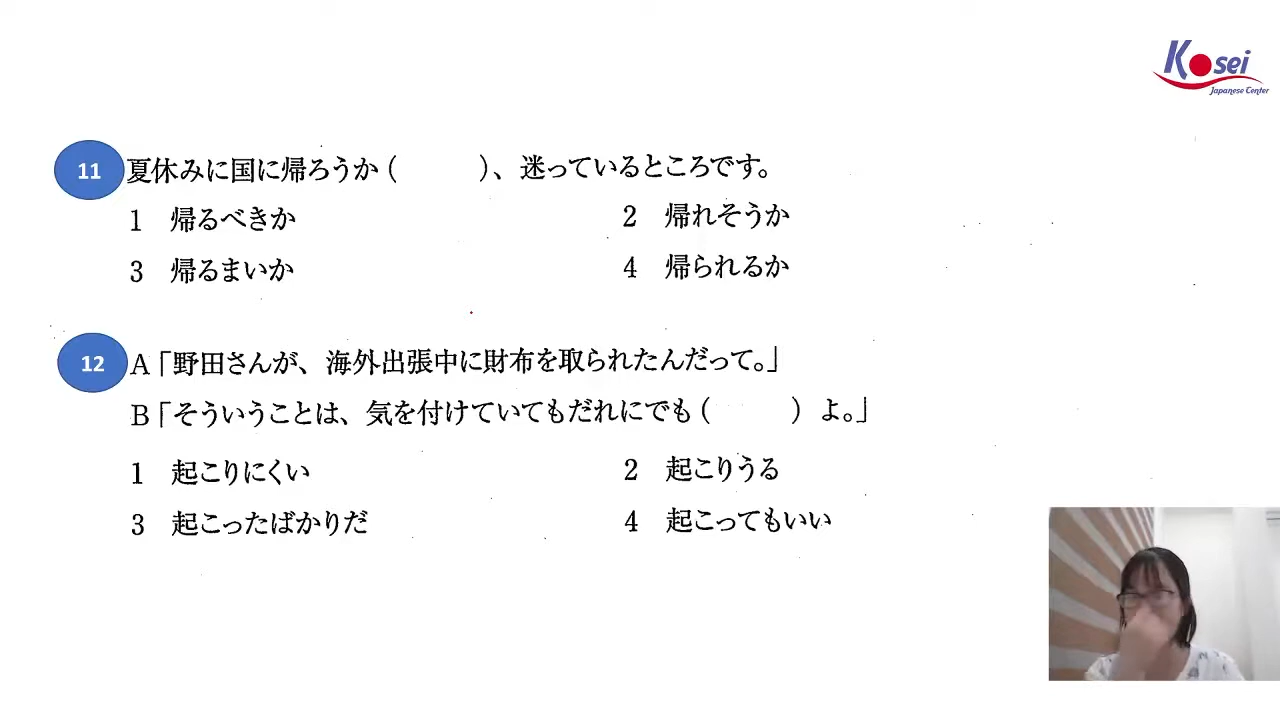 Kosei
Japanese Center
11 夏休みに国に帰ろうか（　　　）、迷っているところです。
1 帰るべきか　2 帰れそうか
3 帰るまいか　4 帰られるか
12 A「野田さんが、海外出張中に財布を取られたんだって。」
B「そういうことは、気を付けていてもだれにでも（　　　）よ。」
1 起こりにくい　2 起こりうる
3 起こったばかりだ　4 起こってもいい